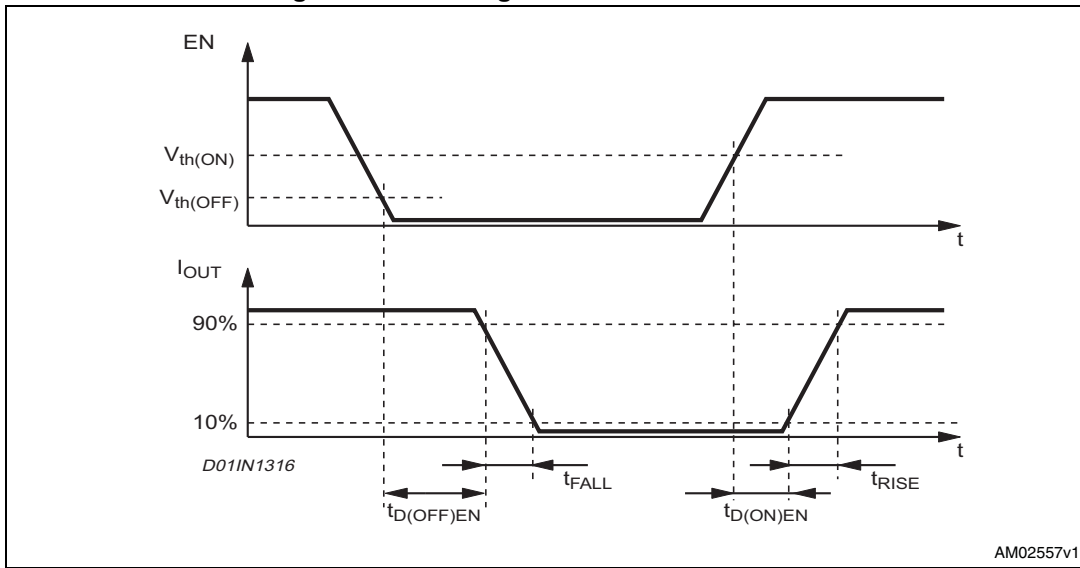 EN
Vth(ON)
Vth(OFF)
t
IOUT
90%
10%
t
D01IN1316
tFALL
tRISE
tD(OFF)EN
tD(ON)EN
AM02557v1